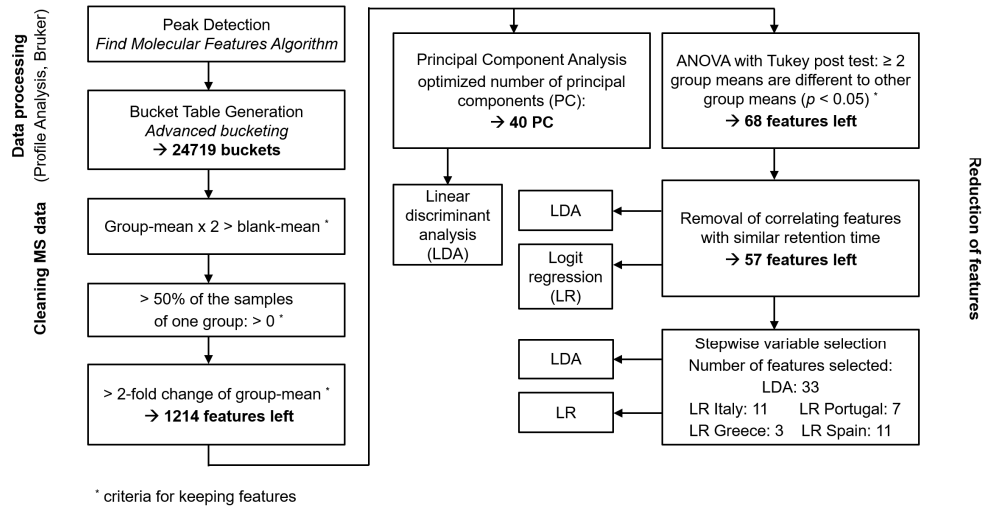 Data processing
(Profile Analysis, Bruker)
Cleaning MS data
Peak Detection
Find Molecular Features Algorithm
Bucket Table Generation
Advanced bucketing
→ 24719 buckets
Group-mean x 2 > blank-mean *
> 50% of the samples
of one group: > 0 *
> 2-fold change of group-mean *
→ 1214 features left
* criteria for keeping features
Principal Component Analysis
optimized number of principal
components (PC):
→ 40 PC
Linear
discriminant
analysis
(LDA)
ANOVA with Tukey post test: ≥ 2
group means are different to other
group means (p < 0.05) *
→ 68 features left
Removal of correlating features
with similar retention time
→ 57 features left
LDA
Logit
regression
(LR)
Stepwise variable selection
Number of features selected:
LDA: 33
LR Italy: 11 LR Portugal: 7
LR Greece: 3 LR Spain: 11
LDA
LR
Reduction of features